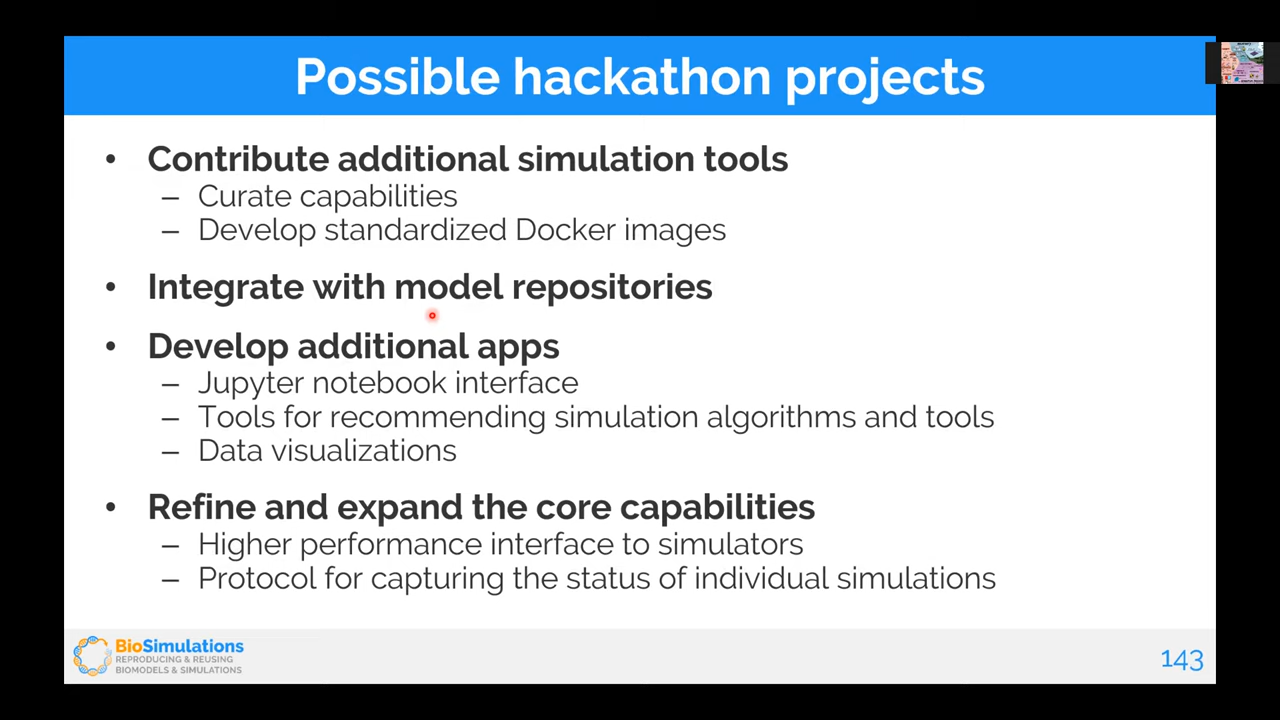 Possible hackathon projects
• Contribute additional simulation tools
– Curate capabilities
– Develop standardized Docker images
• Integrate with model repositories
• Develop additional apps
– Jupyter notebook interface
– Tools for recommending simulation algorithms and tools
– Data visualizations
• Refine and expand the core capabilities
– Higher performance interface to simulators
– Protocol for capturing the status of individual simulations
BioSimulations
REPRODUCING & REUSING
BIOMODELS & SIMULATIONS
143